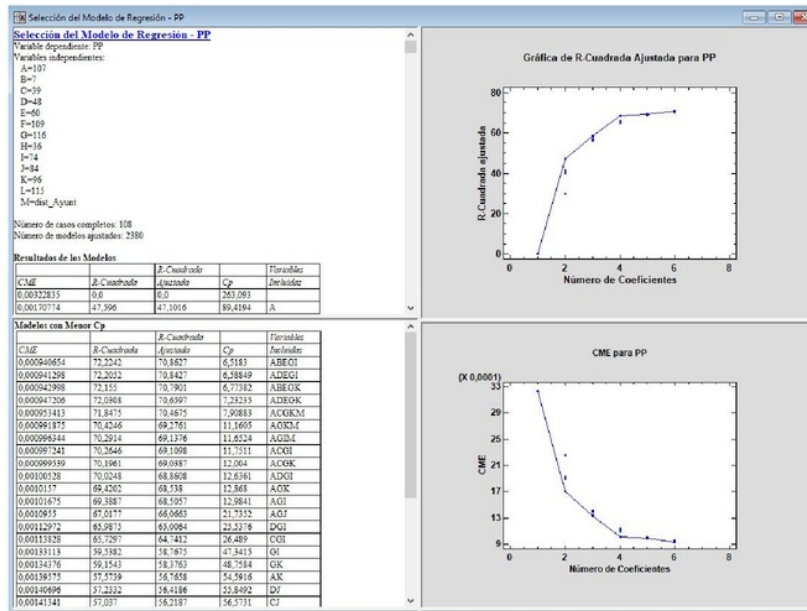 Selección del Modelo de Regresión - PP
Selección del Modelo de Regresión - PP
Variable dependiente: PP
Variables independientes:
A=107
B=7
C=39
D=48
E=60
F=109
G=116
H=36
I=74
J=84
K=96
L=115
M=dist_Ayunt
Número de casos completos: 108
Número de modelos ajustados: 2380
Resultados de los Modelos
R-Cuadrada Variables
CME R-Cuadrada Ajustada Cp Incluidas
0,00322835 0,0 0,0 263,093
0,00170774 47,596 47,1016 89,4194 A
Gráfica de R-Cuadrada Ajustada para PP
R-Cuadrada ajustada
80
60
40
20
0
0 2 4 6 8
Número de Coeficientes
Modelos con Menor Cp
R-Cuadrada Variables
CME R-Cuadrada Ajustada Cp Incluidas
0,000940654 72,2242 70,8627 6,5183 ABEGI
0,000941298 72,2052 70,8427 6,58849 ADEGI
0,000942998 72,155 70,7901 6,77382 ABEGK
0,000947206 72,0308 70,6597 7,23235 ADEGK
0,000953413 71,8475 70,4675 7,90883 ACGKM
0,000991875 70,4246 69,2761 11,1605 AGKM
0,000996344 70,2914 69,1376 11,6524 AGIM
0,000997241 70,2646 69,1098 11,7511 ACGI
0,000999539 70,1961 69,0387 12,004 ACGK
0,00100528 70,0248 68,8608 12,6361 ADGI
0,0010157 69,4202 68,538 12,868 AGK
0,00101675 69,3887 68,5057 12,9841 AGI
0,0010955 67,0177 66,0663 21,7352 AGJ
0,00112972 65,9875 65,0064 25,5376 DGI
0,00113828 65,7297 64,7412 26,489 CGI
0,00133113 59,5382 58,7675 47,3415 GI
0,00134376 59,1543 58,3763 48,7584 GK
0,00139575 57,5739 56,7658 54,5916 AK
0,00140696 57,2332 56,4186 55,8492 DJ
0,00141341 57,037 56,2187 56,5731 CJ
CME para PP
(X 0,0001)
CME
33
29
25
21
17
13
9
0 2 4 6 8
Número de Coeficientes